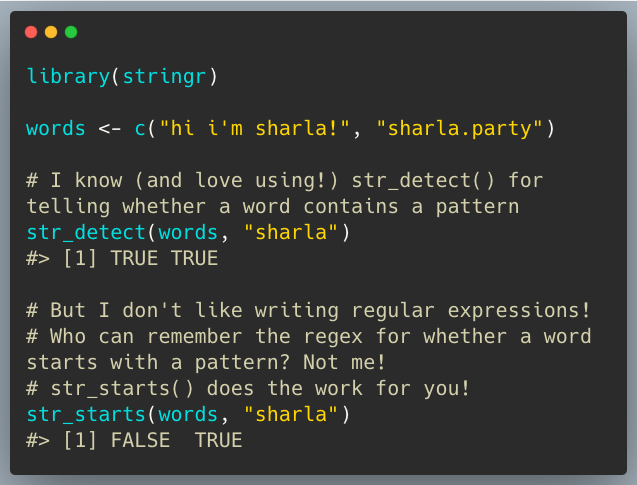 library(stringr)
words <- c("hi i'm sharla!", "sharla.party")
# I know (and love using!) str_detect() for
telling whether a word contains a pattern
str_detect(words, "sharla")
#> [1] TRUE TRUE
# But I don't like writing regular expressions!
# Who can remember the regex for whether a word
starts with a pattern? Not me!
# str_starts() does the work for you!
str_starts(words, "sharla")
#> [1] FALSE  TRUE